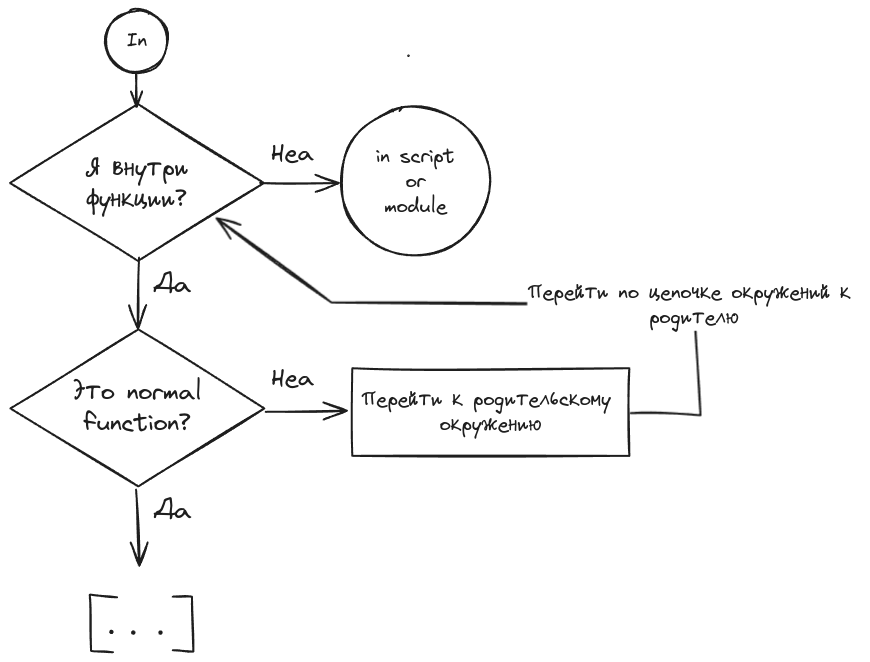 In
Я внутри
функции?
Неа
in script
or
module
Да
Перейти по цепочке окружений к
родителю
Это normal
function?
Неа
Перейти к родительскому
окружению
Да
[...]